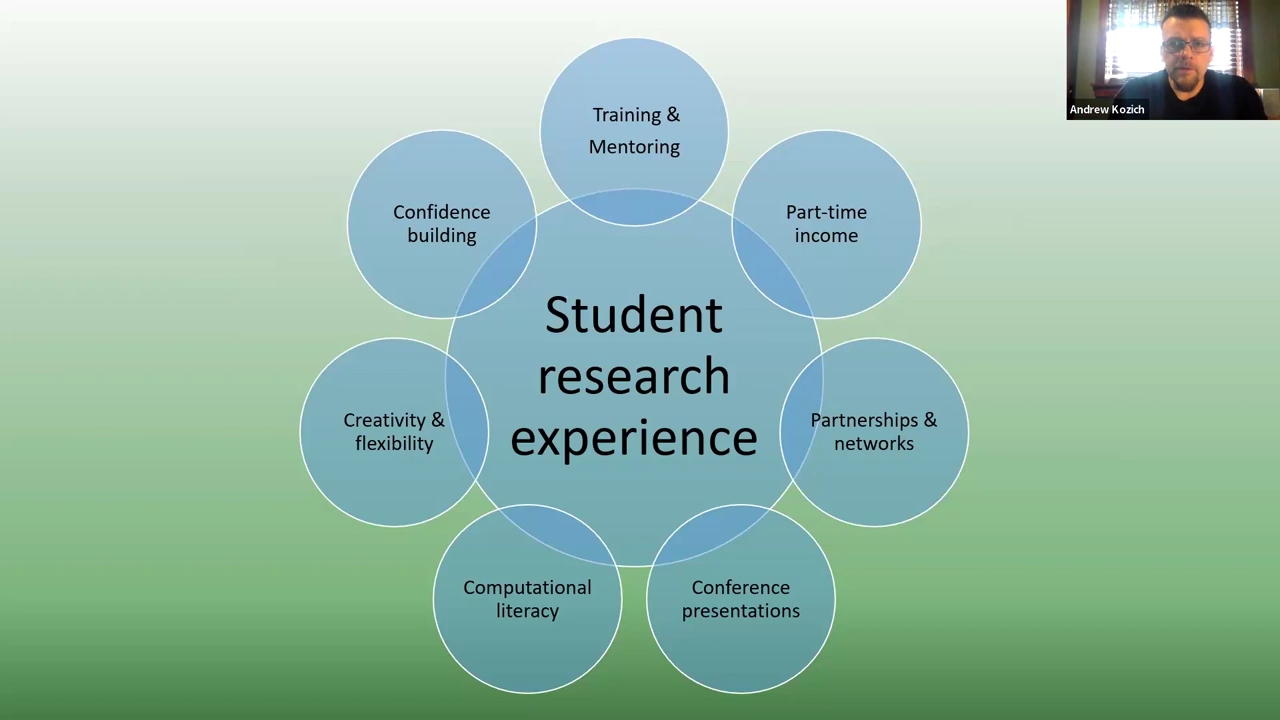 Andrew Kozich
Training &
Mentoring
Confidence
building
Part-time
income
Student
research
experience
Creativity &
flexibility
Partnerships &
networks
Computational
literacy
Conference
presentations